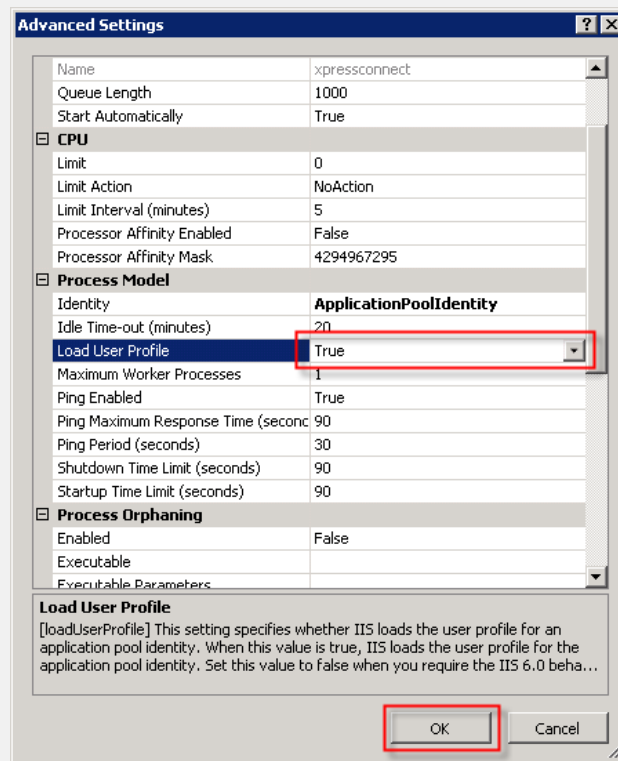 Advanced Settings
Name xpressconnect
Queue Length 1000
Start Automatically True
CPU
Limit 0
Limit Action NoAction
Limit Interval (minutes) 5
Processor Affinity Enabled False
Processor Affinity Mask 4294967295
Process Model
Identity ApplicationPoolIdentity
Idle Time-out (minutes) 20
Load User Profile True
Maximum Worker Processes 1
Ping Enabled True
Ping Maximum Response Time (second 90
Ping Period (seconds) 30
Shutdown Time Limit (seconds) 90
Startup Time Limit (seconds) 90
Process Orphaning
Enabled False
Executable
Executable Parameters
Load User Profile
[loadUserProfile] This setting specifies whether IIS loads the user profile for an
application pool identity. When this value is true, IIS loads the user profile for the
application pool identity. Set this value to false when you require the IIS 6.0 beha...
OK Cancel